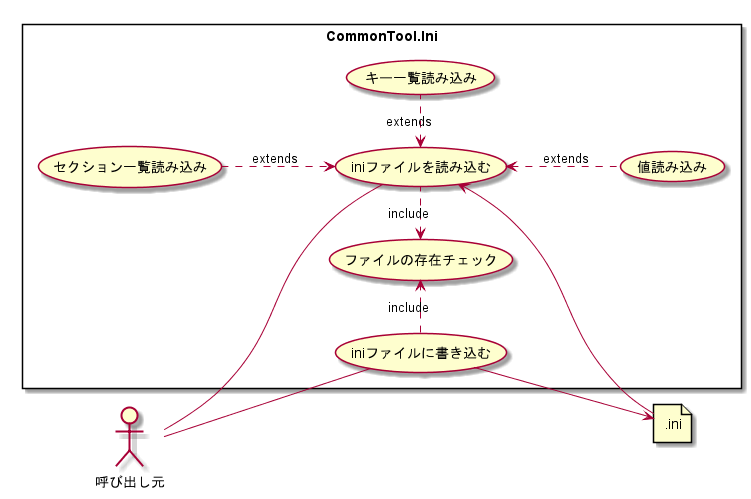 CommonTool.Ini
キー一覧読み込み
extends
セクション一覧読み込み
extends
iniファイルを読み込む
extends
値読み込み
include
ファイルの存在チェック
include
iniファイルに書き込む
.ini
呼び出し元